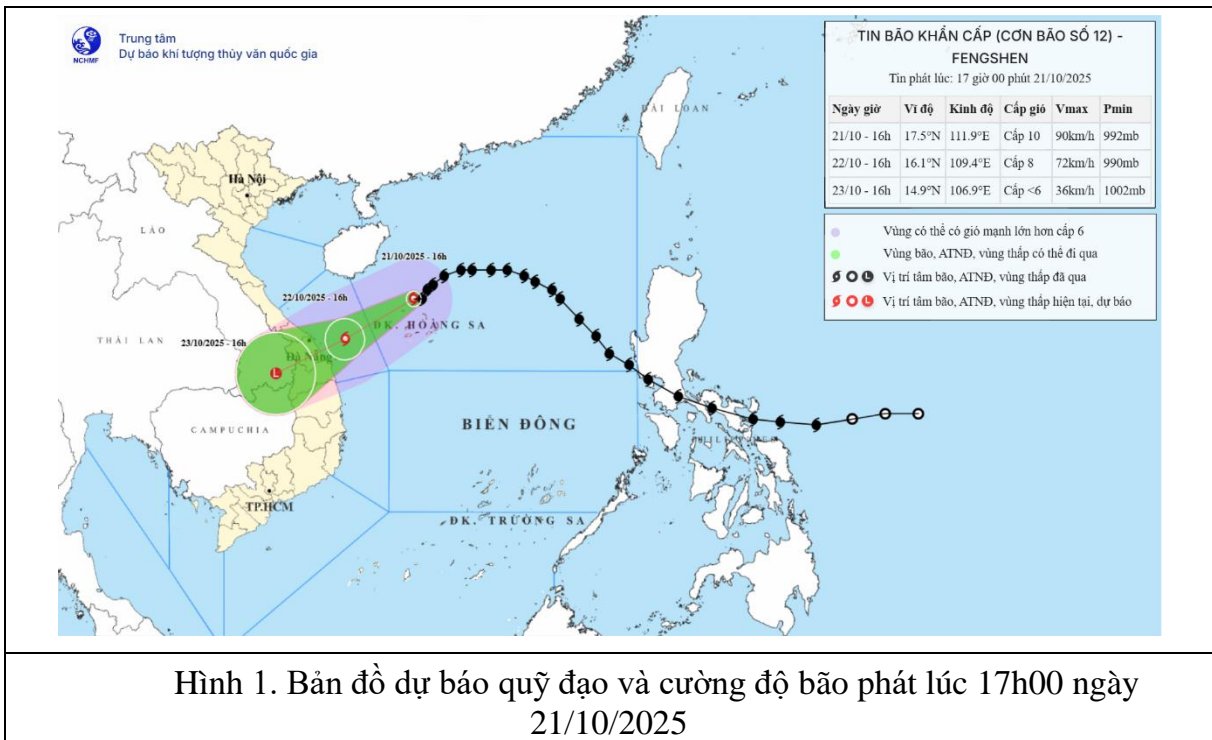 NCHMF
Trung tâm
Dự báo khí tượng thủy văn quốc gia
TIN BÃO KHẨN CẤP (CƠN BÃO SỐ 12) -
FENGSHEN
Tin phát lúc: 17 giờ 00 phút 21/10/2025
Ngày giờ Vĩ độ Kinh độ Cấp gió Vmax Pmin
21/10 - 16h 17.5°N 111.9°E Cấp 10 90km/h 992mb
22/10 - 16h 16.1°N 109.4°E Cấp 8 72km/h 990mb
23/10 - 16h 14.9°N 106.9°E Cấp <6 36km/h 1002mb
Vùng có thể có gió mạnh lớn hơn cấp 6
Vùng bão, ATNĐ, vùng thấp có thể đi qua
Vị trí tâm bão, ATNĐ, vùng thấp đã qua
Vị trí tâm bão, ATNĐ, vùng thấp hiện tại, dự báo
ĐÀI LOAN
Hà Nội
LÀO
21/10/2025 - 16h
22/10/2025 - 16h
ĐK. HOÀNG SA
THÁI LAN
23/10/2025 - 16h
Đà Nẵng
BIỂN ĐÔNG
CAMPUCHIA
PHILIPPINES
TP.HCM
ĐK. TRƯỜNG SA
Hình 1. Bản đồ dự báo quỹ đạo và cường độ bão phát lúc 17h00 ngày
21/10/2025